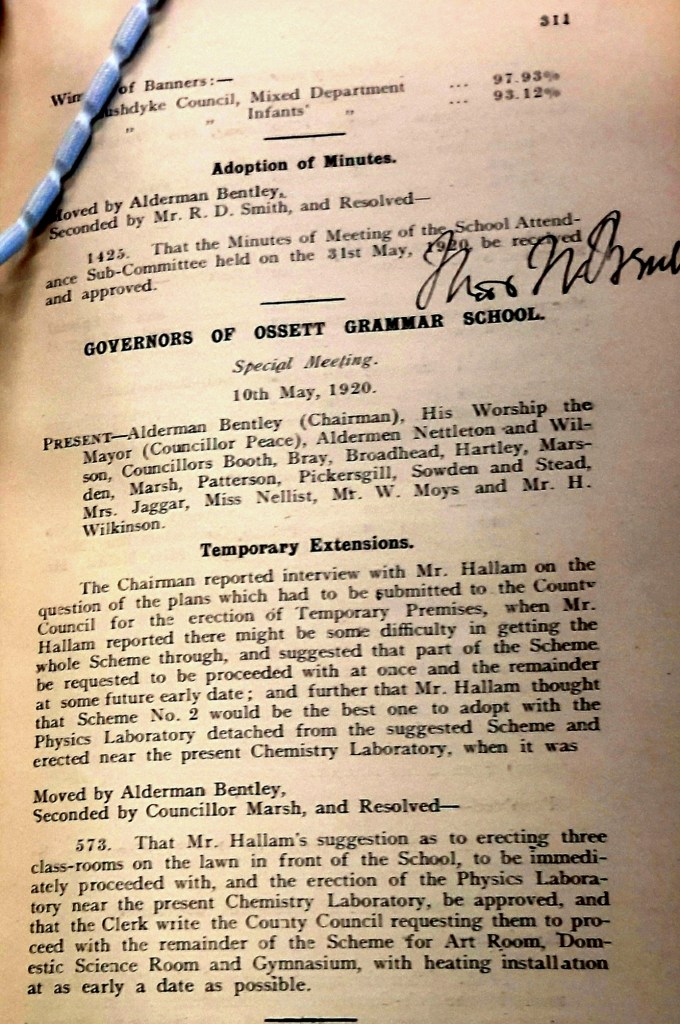 311
of Banners:—
Council, Mixed Department ... 97.93%
„ „ Infants' „ ... 93.12%
Adoption of Minutes.
Moved by Alderman Bentley,
Seconded by Mr. R. D. Smith, and Resolved—
1425. That the Minutes of Meeting of the School Attend-
ance Sub-Committee held on the 31st May, 1920, be received
and approved.
GOVERNORS OF OSSETT GRAMMAR SCHOOL.
Special Meeting.
10th May, 1920.
PRESENT—Alderman Bentley (Chairman), His Worship the
Mayor (Councillor Peace), Aldermen Nettleton and Wil-
son, Councillors Booth, Bray, Broadhead, Hartley, Mars-
den, Marsh, Patterson, Pickersgill, Sowden and Stead,
Mrs. Jaggar, Miss Nellist, Mr. W. Moys and Mr. H.
Wilkinson.
Temporary Extensions.
The Chairman reported interview with Mr. Hallam on the
question of the plans which had to be submitted to the County
Council for the erection of Temporary Premises, when Mr.
Hallam reported there might be some difficulty in getting the
whole Scheme through, and suggested that part of the Scheme
be requested to be proceeded with at once and the remainder
at some future early date; and further that Mr. Hallam thought
that Scheme No. 2 would be the best one to adopt with the
Physics Laboratory detached from the suggested Scheme and
erected near the present Chemistry Laboratory, when it was
Moved by Alderman Bentley,
Seconded by Councillor Marsh, and Resolved—
573. That Mr. Hallam's suggestion as to erecting three
class-rooms on the lawn in front of the School, to be immedi-
ately proceeded with, and the erection of the Physics Labora-
tory near the present Chemistry Laboratory, be approved, and
that the Clerk write the County Council requesting them to pro-
ceed with the remainder of the Scheme for Art Room, Dom-
estic Science Room and Gymnasium, with heating installation
at as early a date as possible.